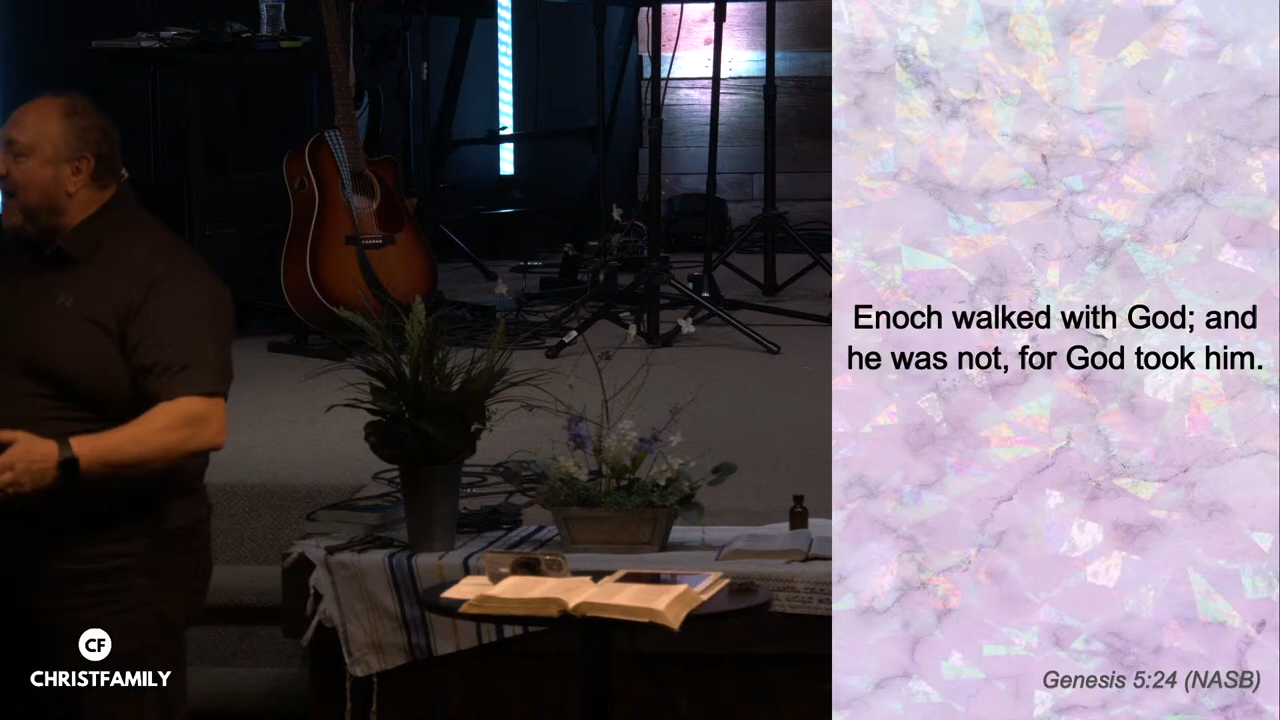 CF
CHRISTFAMILY
Enoch walked with God; and
he was not, for God took him.
Genesis 5:24 (NASB)